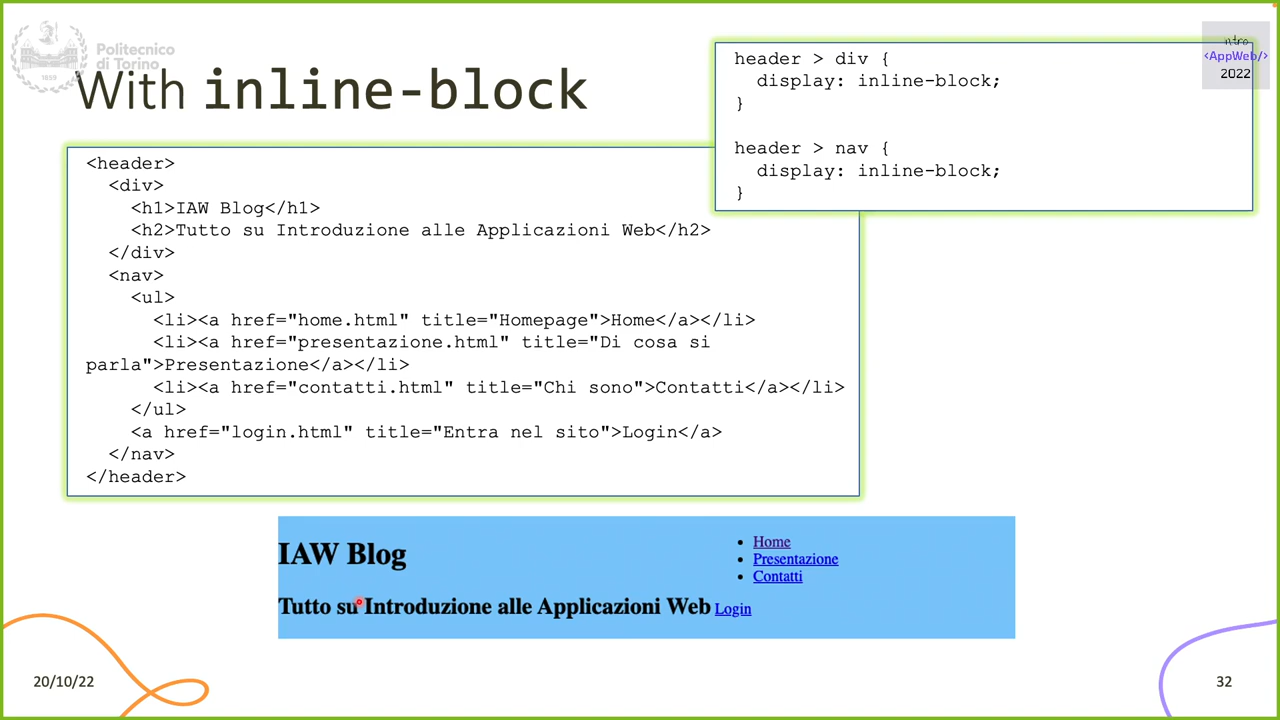 Politecnico
di Torino
1859
With inline-block
ntro
<AppWeb/>
2022
header > div {
  display: inline-block;
}
header > nav {
  display: inline-block;
}
<header>
  <div>
    <h1>IAW Blog</h1>
    <h2>Tutto su Introduzione alle Applicazioni Web</h2>
  </div>
  <nav>
    <ul>
      <li><a href="home.html" title="Homepage">Home</a></li>
      <li><a href="presentazione.html" title="Di cosa si
parla">Presentazione</a></li>
      <li><a href="contatti.html" title="Chi sono">Contatti</a></li>
    </ul>
    <a href="login.html" title="Entra nel sito">Login</a>
  </nav>
</header>
IAW Blog
Tutto su Introduzione alle Applicazioni Web
• Home
• Presentazione
• Contatti
Login
20/10/22
32